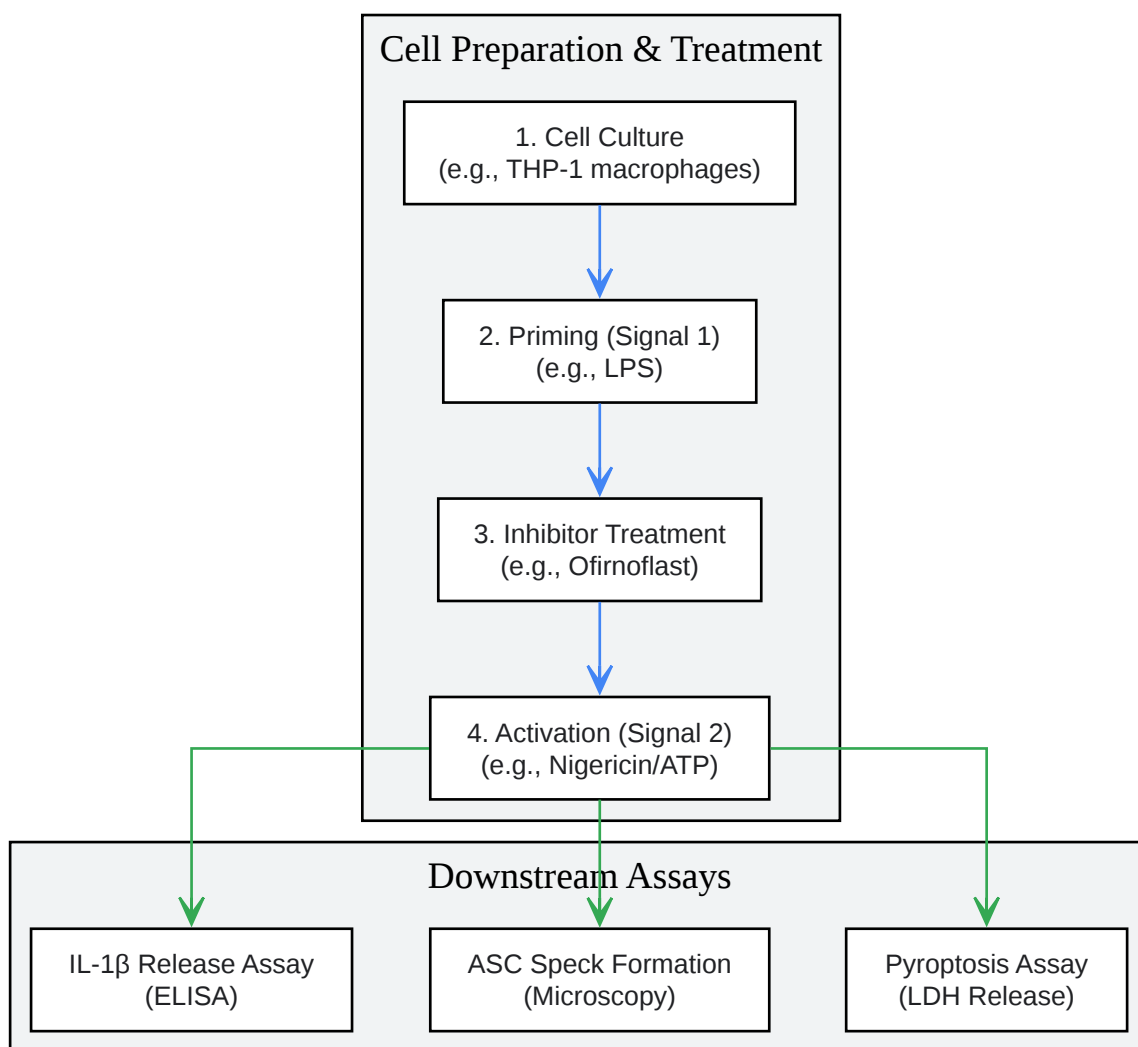 Cell Preparation & Treatment
1. Cell Culture
(e.g., THP-1 macrophages)
2. Priming (Signal 1)
(e.g., LPS)
3. Inhibitor Treatment
(e.g., Ofirnoflast)
4. Activation (Signal 2)
(e.g., Nigericin/ATP)
Downstream Assays
IL-1β Release Assay
(ELISA)
ASC Speck Formation
(Microscopy)
Pyroptosis Assay
(LDH Release)